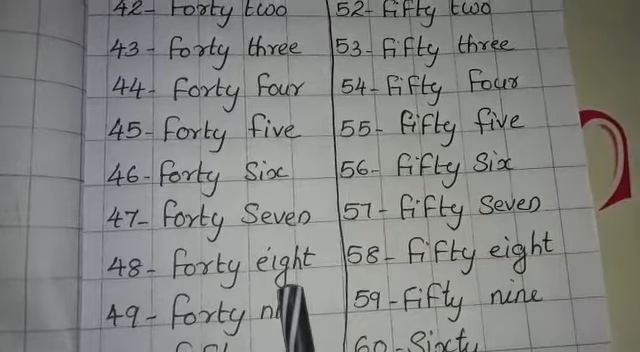 42- Forty two
43- Forty three
44- Forty Four
45- Forty five
46- Forty Six
47- Forty Seven
48- Forty eight
49- Forty
52- Fifty two
53- Fifty three
54- Fifty Four
55- Fifty five
56- Fifty Six
57- Fifty Seven
58- Fifty eight
59- Fifty nine
60- Sixty